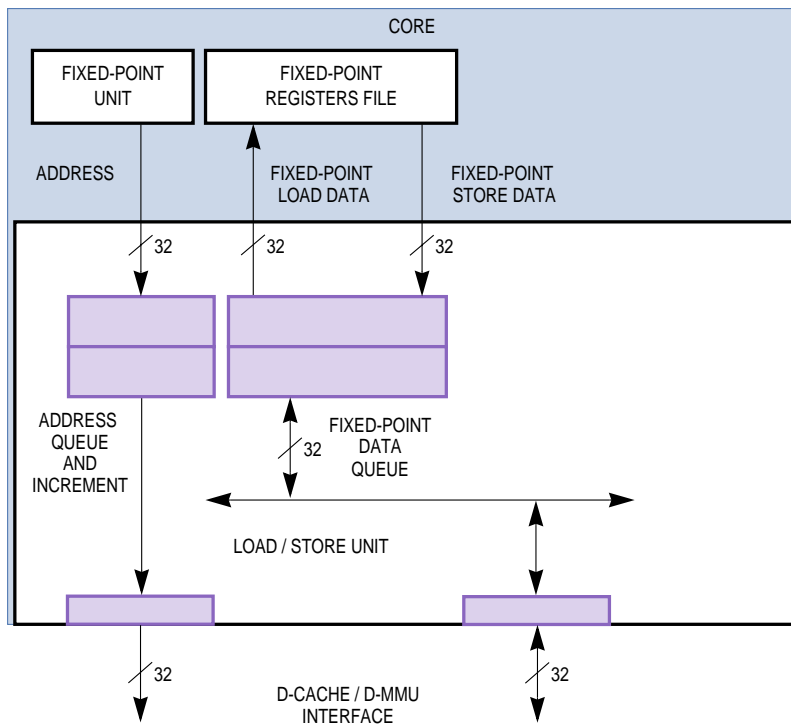 CORE
FIXED-POINT
UNIT
FIXED-POINT
REGISTERS FILE
ADDRESS
FIXED-POINT
LOAD DATA
FIXED-POINT
STORE DATA
32
32
32
ADDRESS
QUEUE
AND
INCREMENT
32
FIXED-POINT
DATA
QUEUE
LOAD / STORE UNIT
32
32
D-CACHE / D-MMU
INTERFACE